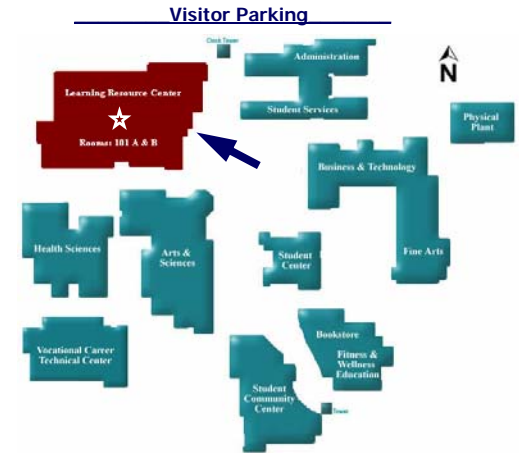 Visitor Parking
Clock Tower
Administration
N
Learning Resource Center
Student Services
Physical
Plant
Rooms: 101 A & B
Business & Technology
Health Sciences
Arts &
Sciences
Student
Center
Fine Arts
Bookstore
Vocational Career
Technical Center
Fitness &
Wellness
Education
Student
Community
Center
Tower